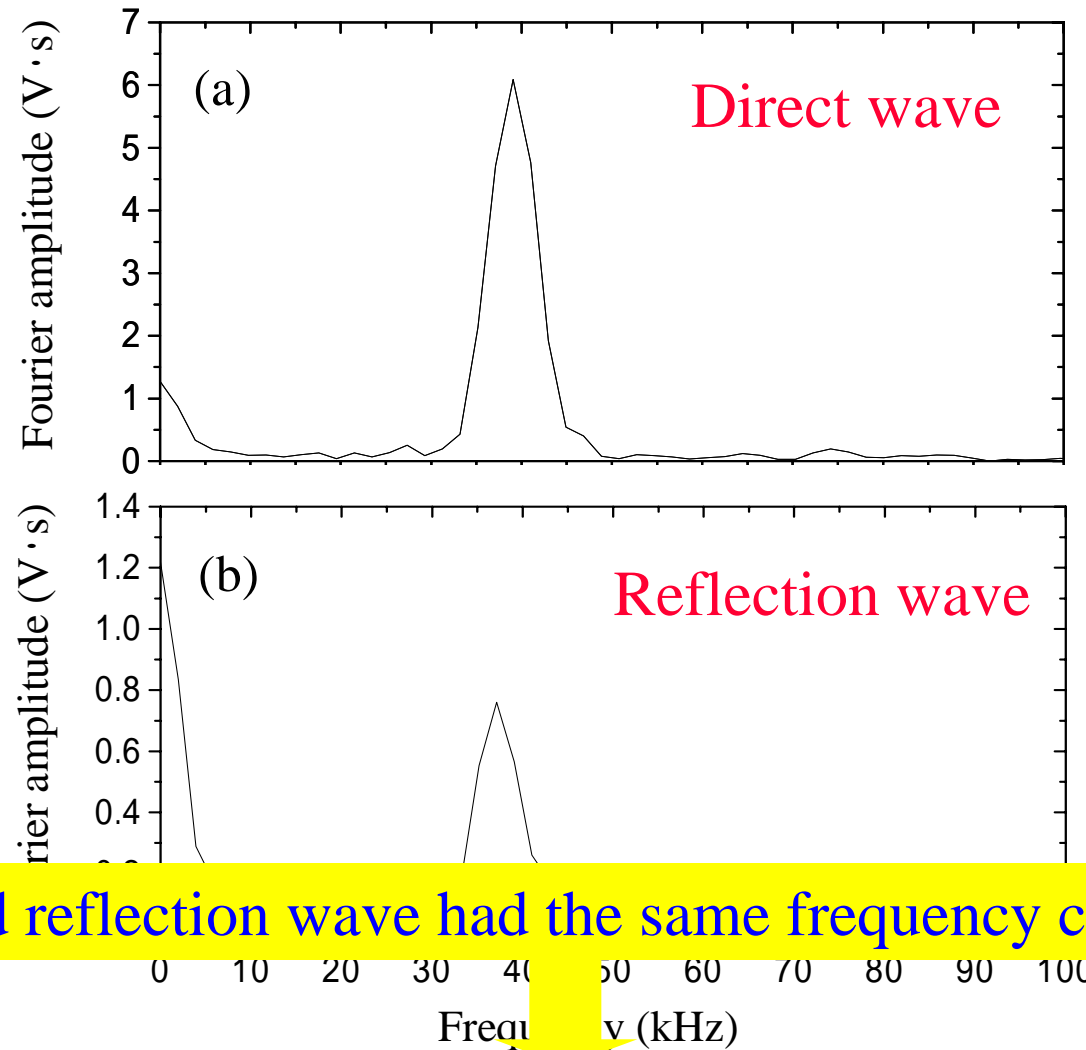 7
6
5
4
3
2
1
0
Fourier amplitude (V·s)
(a)
Direct wave
1.4
1.2
1.0
0.8
0.6
0.4
amplitude (V·s)
(b)
Reflection wave
reflection wave had the same frequency
0 10 20 30 40 50 60 70 80 90 100
(kHz)